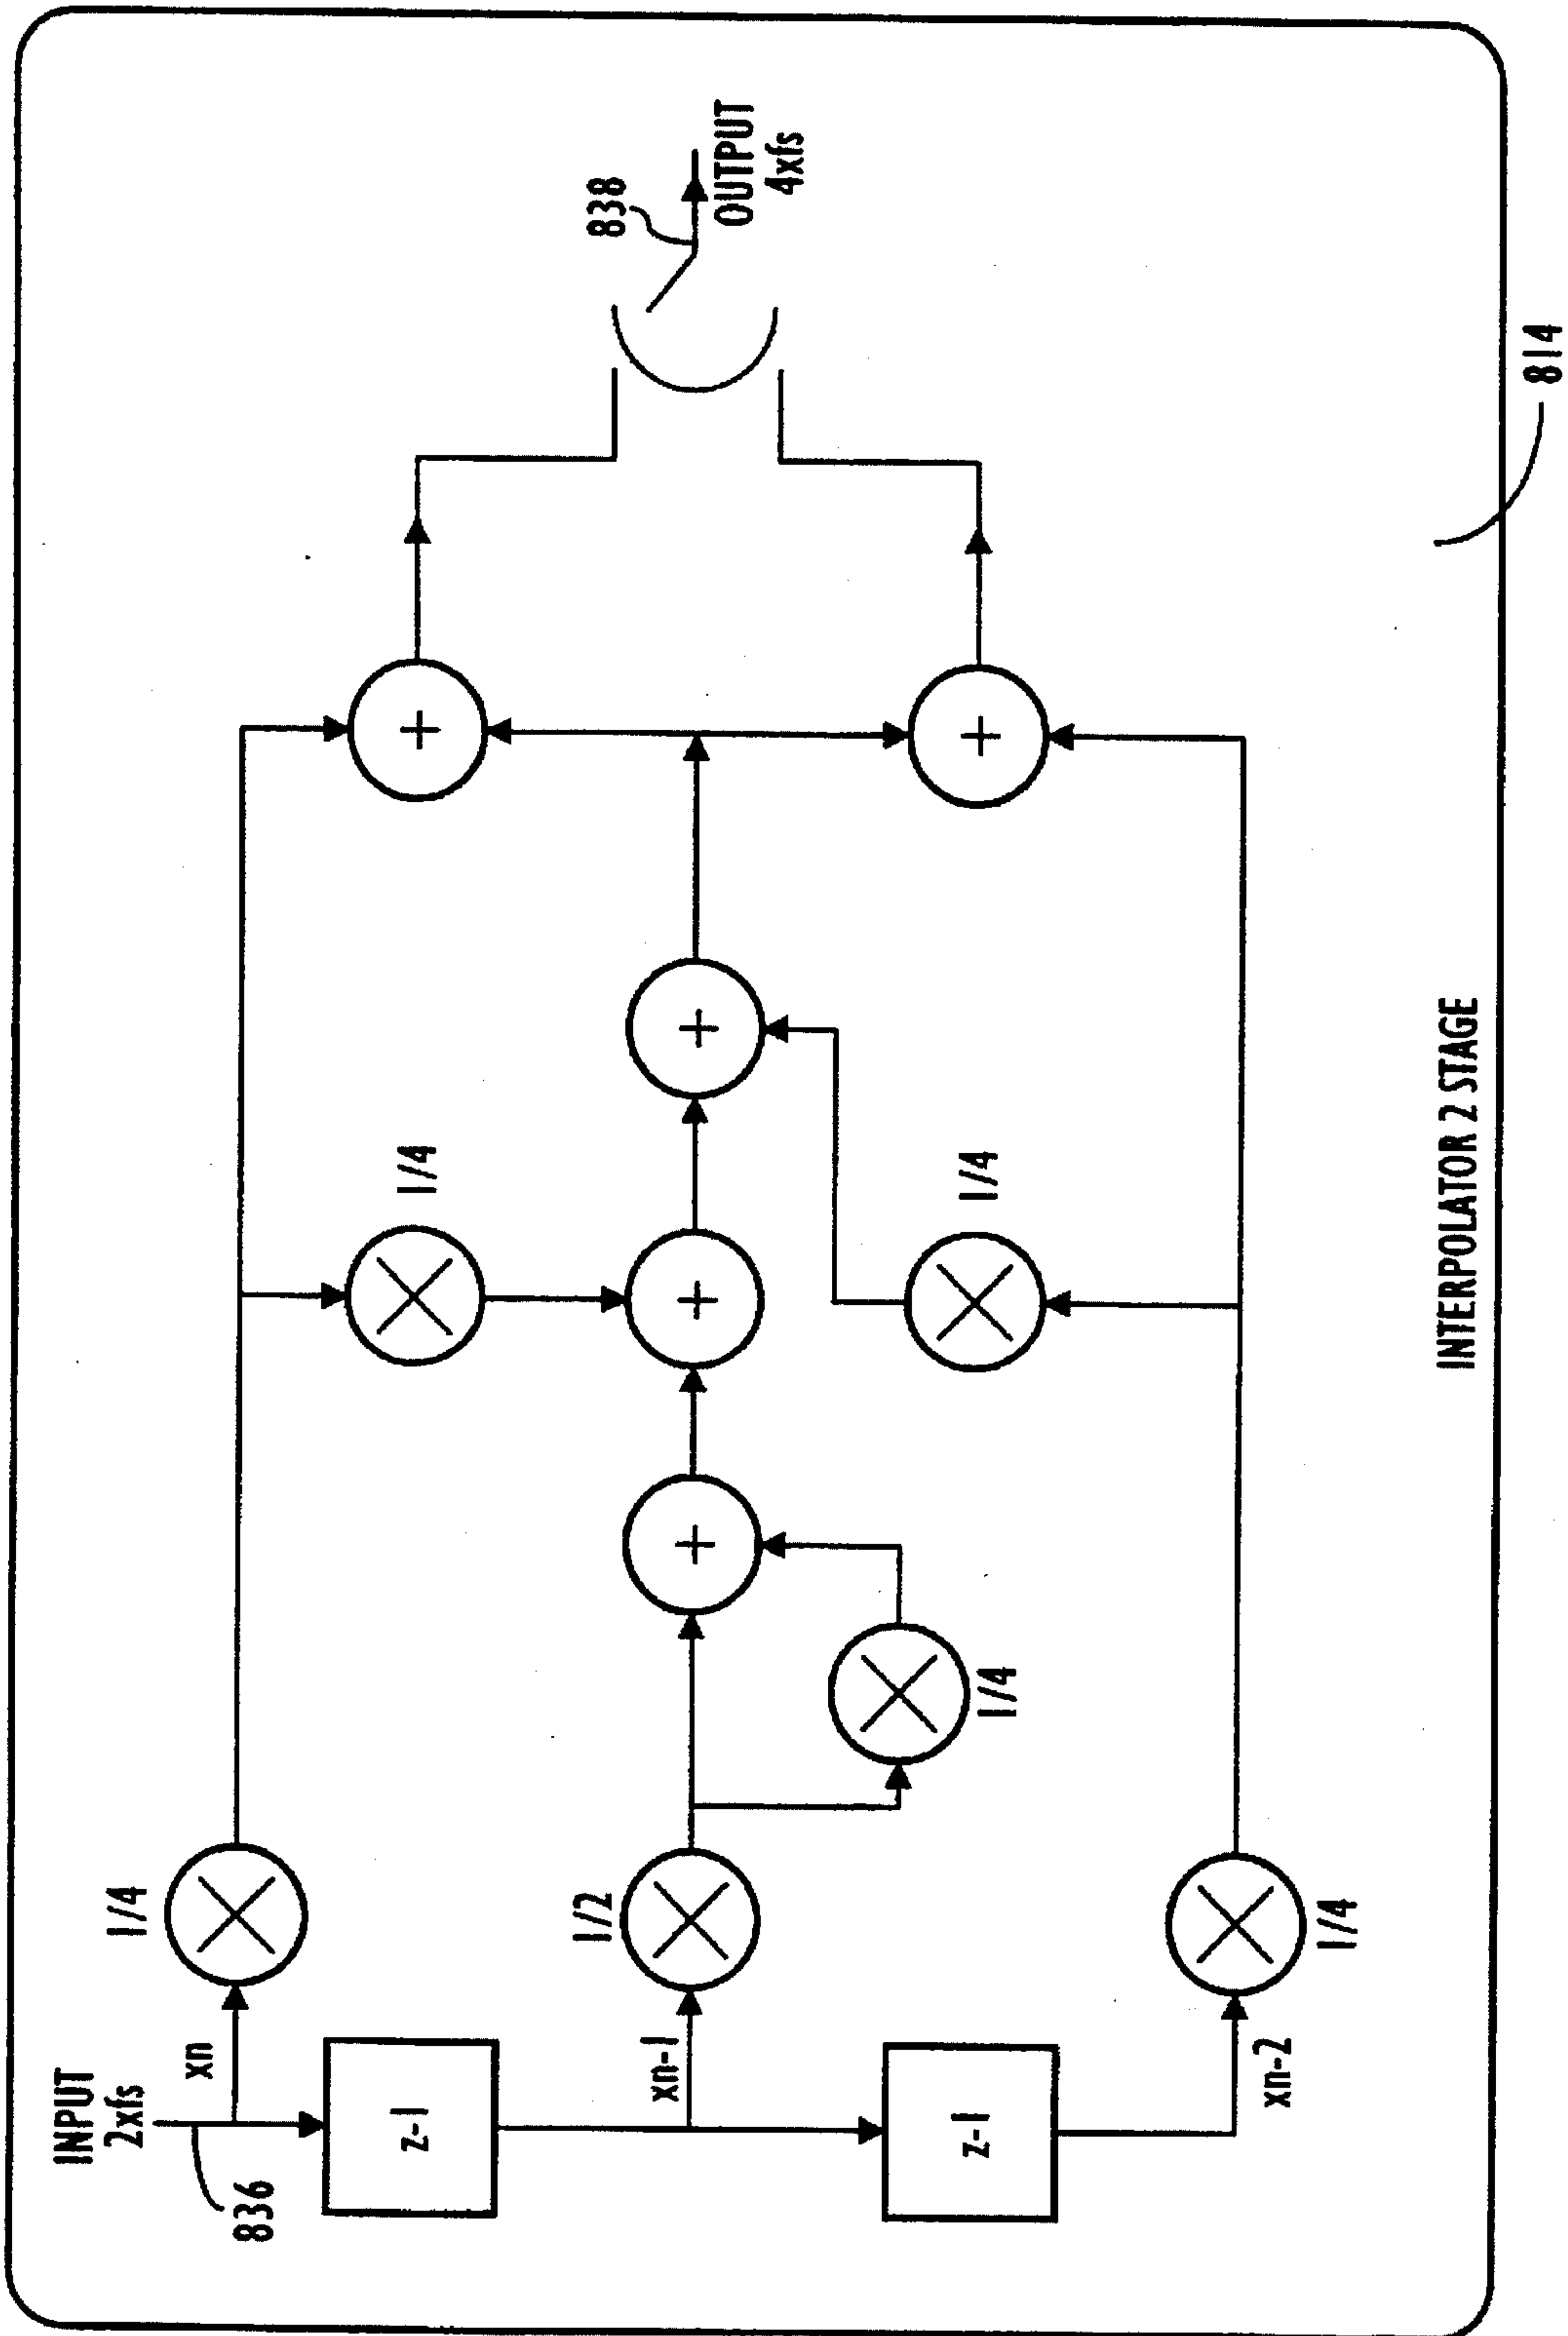 INPUT
2xfs
836
xn
1/4
z-1
xn-1
1/2
1/4
z-1
xn-2
1/4
+
1/4
+
1/4
+
+
+
838
OUTPUT
4xfs
INTERPOLATOR 2 STAGE
814